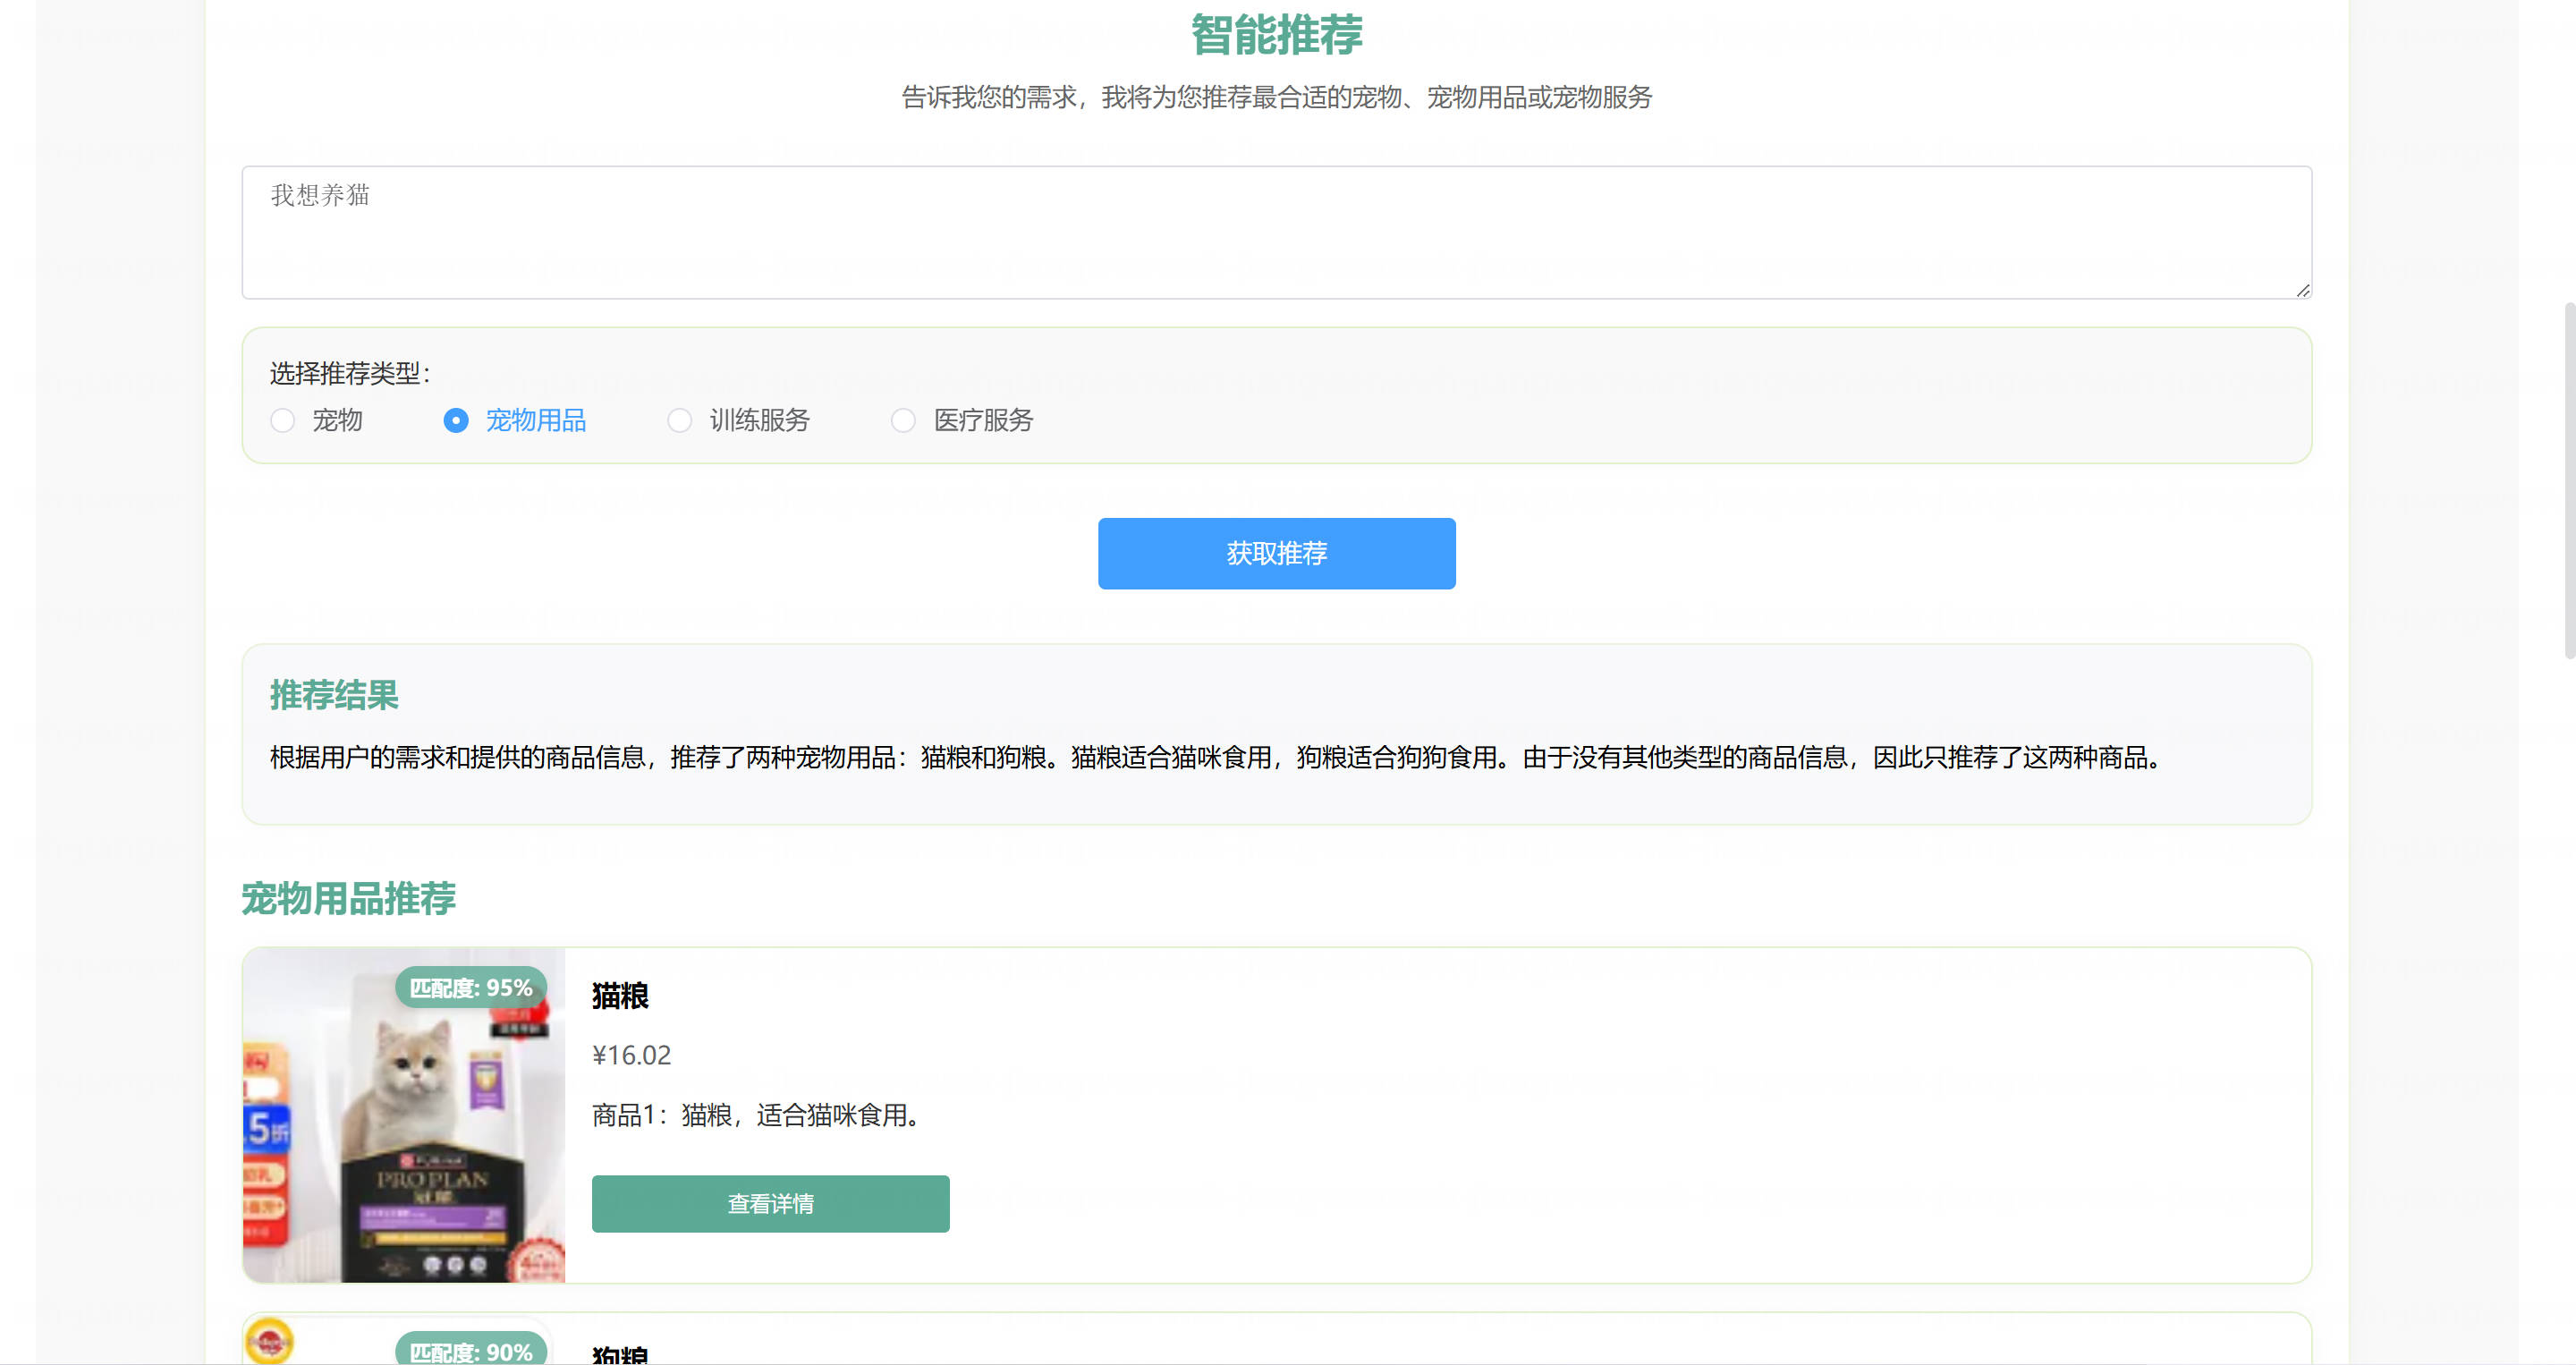 智能推荐
告诉我您的需求，我将为您推荐最合适的宠物、宠物用品或宠物服务
我想养猫
选择推荐类型：
宠物 宠物用品 训练服务 医疗服务
获取推荐
推荐结果
根据用户的需求和提供的商品信息，推荐了两种宠物用品：猫粮和狗粮。猫粮适合猫咪食用，狗粮适合狗狗食用。由于没有其他类型的商品信息，因此只推荐了这两种商品。
宠物用品推荐
匹配度: 95%
猫粮
¥16.02
商品1：猫粮，适合猫咪食用。
5折
PRO PLAN
查看详情
匹配度: 90%
狗粮